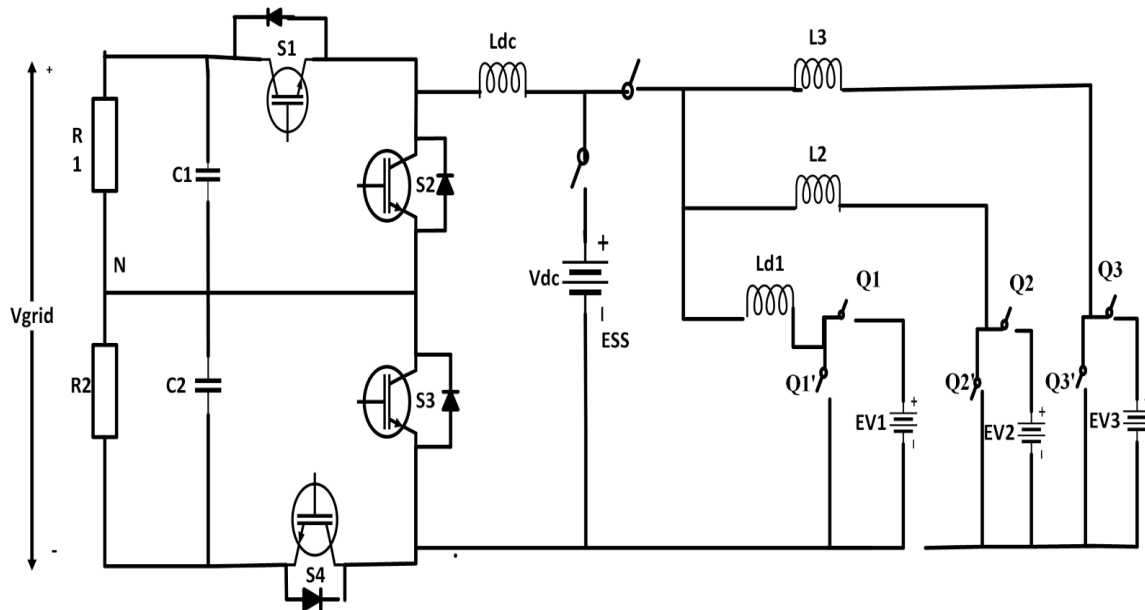 Ldc
L3
S1
+
R
1
C1
S2
L2
N
+
Vdc
Ld1
Q1
Q2
Q3
Vgrid
–
ESS
R2
C2
S3
Q1'
Q2'
Q3'
EV1
+
–
EV2
+
–
EV3
+
–
-
S4